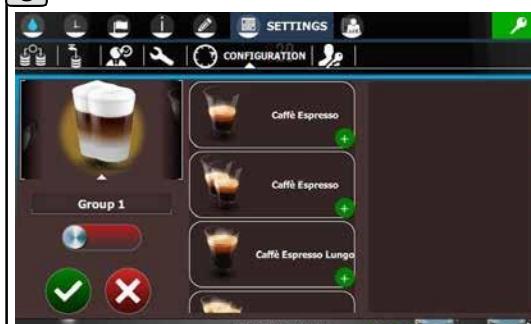 SETTINGS
CONFIGURATION
Caffè Espresso
Caffè Espresso
Group 1
Caffè Espresso Lungo